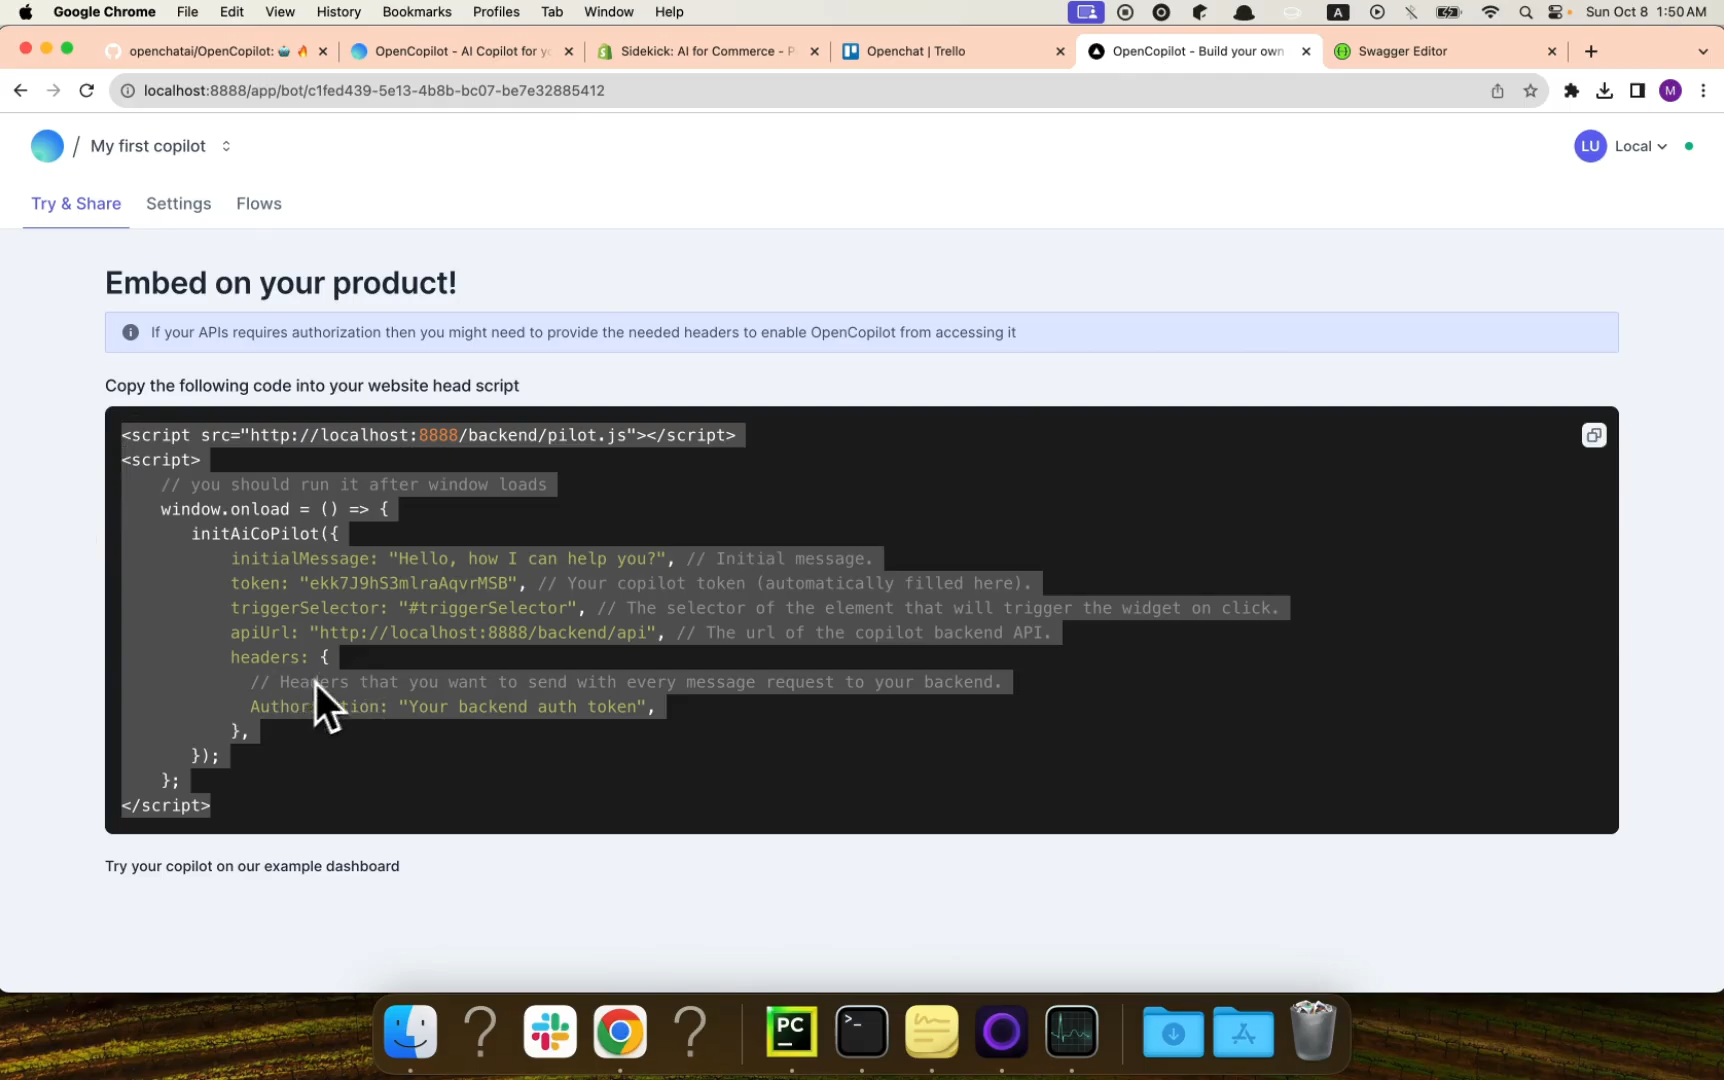 Google Chrome File Edit View History Bookmarks Profiles Tab Window Help A Sun Oct 8 1:50 AM
openchatai/OpenCopilot: OpenCopilot - AI Copilot for yo Sidekick: AI for Commerce - P Openchat | Trello OpenCopilot - Build your own Swagger Editor
localhost:8888/app/bot/c1fed439-5e13-4b8b-bc07-be7e32885412 M
/ My first copilot LU Local
Try & Share Settings Flows
Embed on your product!
If your APIs requires authorization then you might need to provide the needed headers to enable OpenCopilot from accessing it
Copy the following code into your website head script
<script src="http://localhost:8888/backend/pilot.js"></script>
<script>
// you should run it after window loads
window.onload = () => {
initAiCoPilot({
initialMessage: "Hello, how I can help you?", // Initial message.
token: "ekk7J9hS3mlraAqvrMSB", // Your copilot token (automatically filled here).
triggerSelector: "#triggerSelector", // The selector of the element that will trigger the widget on click.
apiUrl: "http://localhost:8888/backend/api", // The url of the copilot backend API.
headers: {
// Headers that you want to send with every message request to your backend.
Authorization: "Your backend auth token",
},
});
};
</script>
Try your copilot on our example dashboard
? ? PC >_